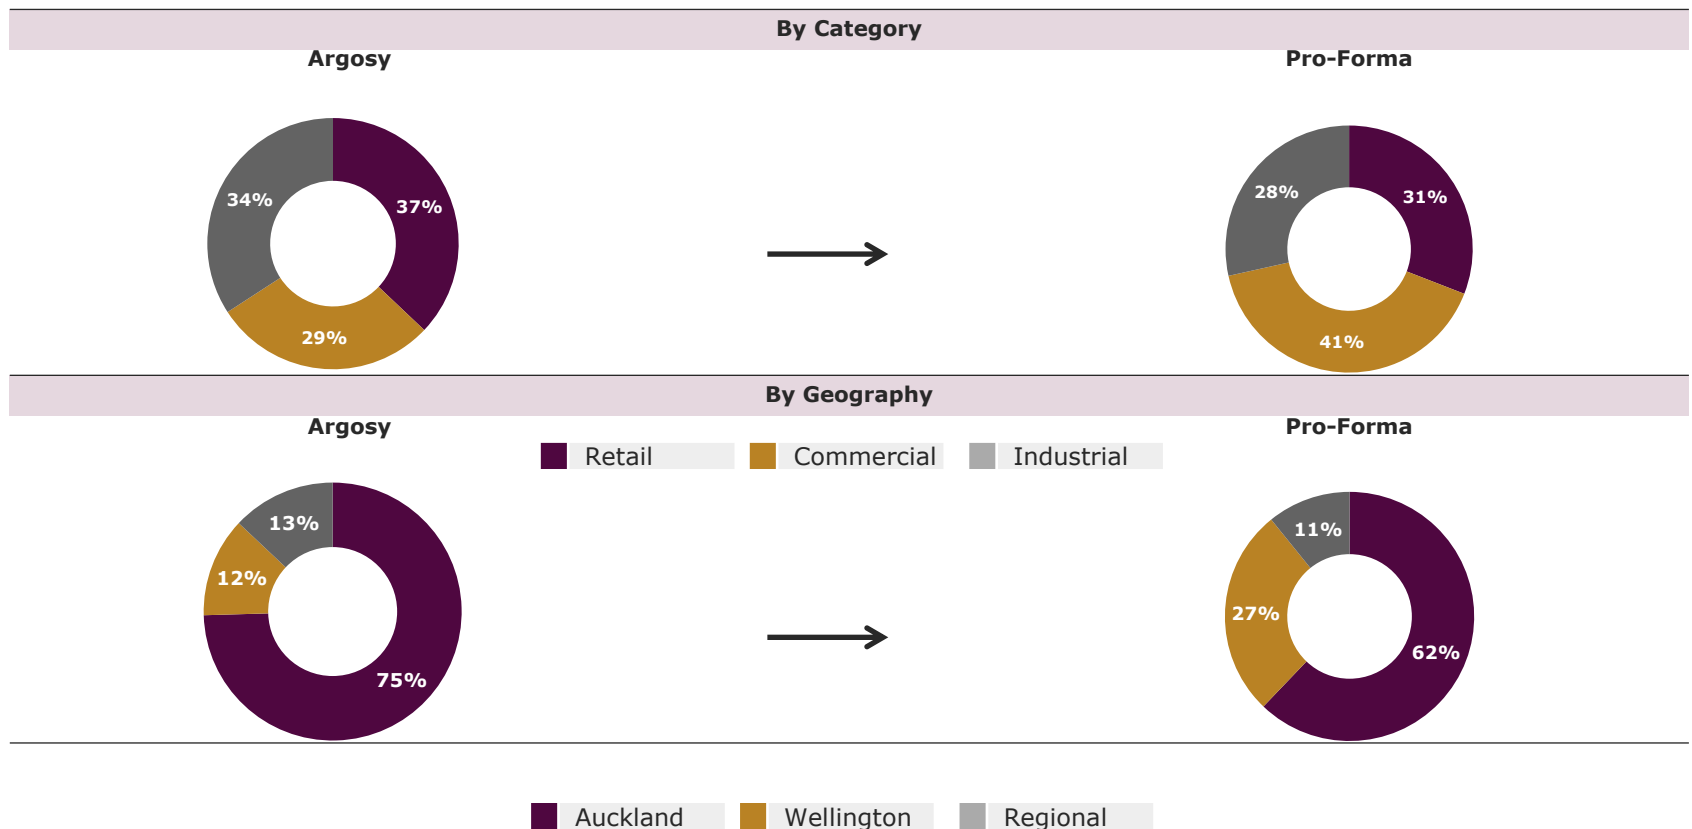 By Category
Argosy
Pro-Forma
34%
37%
29%
28%
31%
41%
By Geography
Argosy
Pro-Forma
Retail
Commercial
Industrial
13%
12%
75%
11%
27%
62%
Auckland
Wellington
Regional